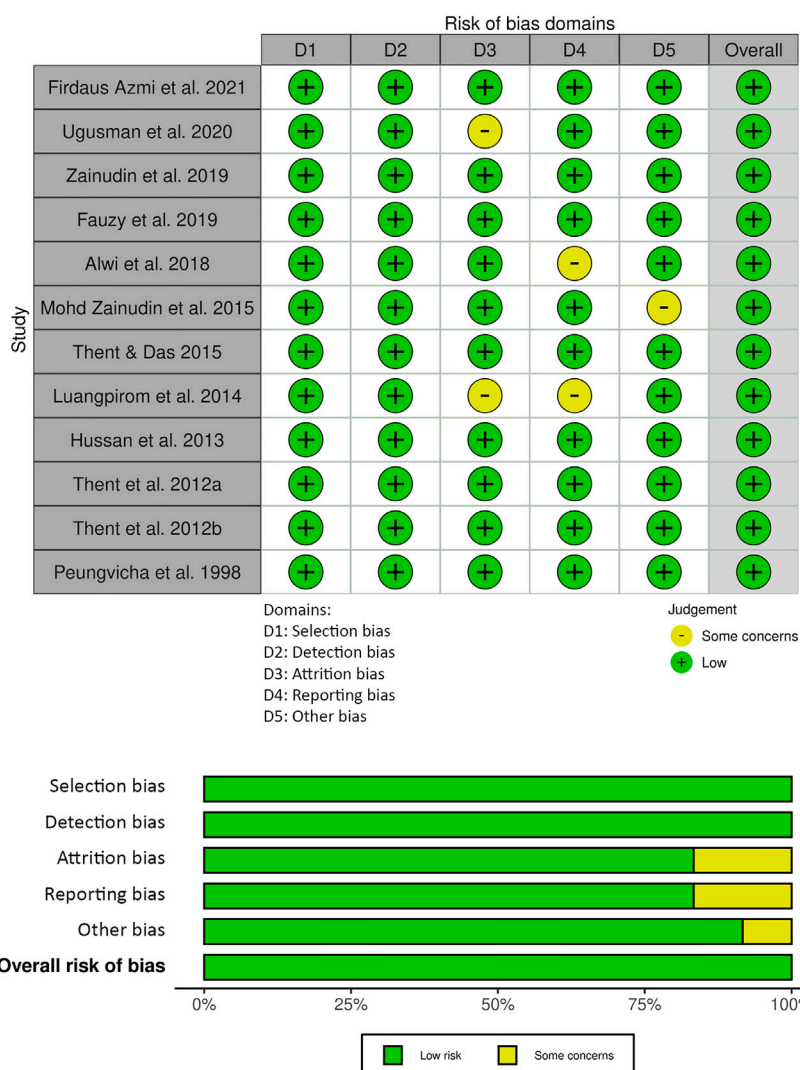 Risk of bias domains
D1 D2 D3 D4 D5 Overall
Study
Firdaus Azmi et al. 2021 + + + + + +
Ugusman et al. 2020 + + - + + +
Zainudin et al. 2019 + + + + + +
Fauzy et al. 2019 + + + + + +
Alwi et al. 2018 + + + - + +
Mohd Zainudin et al. 2015 + + + + - +
Thent & Das 2015 + + + + + +
Luangpirom et al. 2014 + + - - + +
Hussan et al. 2013 + + + + + +
Thent et al. 2012a + + + + + +
Thent et al. 2012b + + + + + +
Peungvicha et al. 1998 + + + + + +
Domains:
D1: Selection bias
D2: Detection bias
D3: Attrition bias
D4: Reporting bias
D5: Other bias
Judgement
- Some concerns
+ Low
Selection bias
Detection bias
Attrition bias
Reporting bias
Other bias
Overall risk of bias
0% 25% 50% 75% 100%
Low risk Some concerns